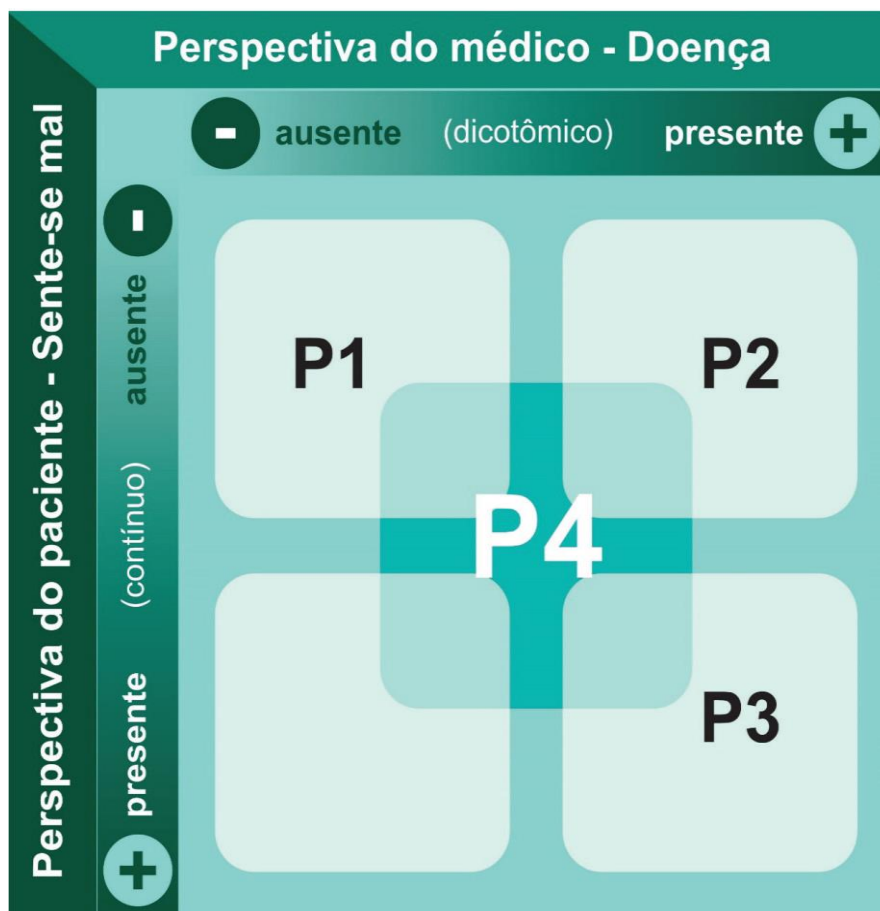 Perspectiva do médico - Doença
- ausente (dicotômico) presente +
Perspectiva do paciente - Sente-se mal
- ausente (contínuo) presente +
P1
P2
P4
P3